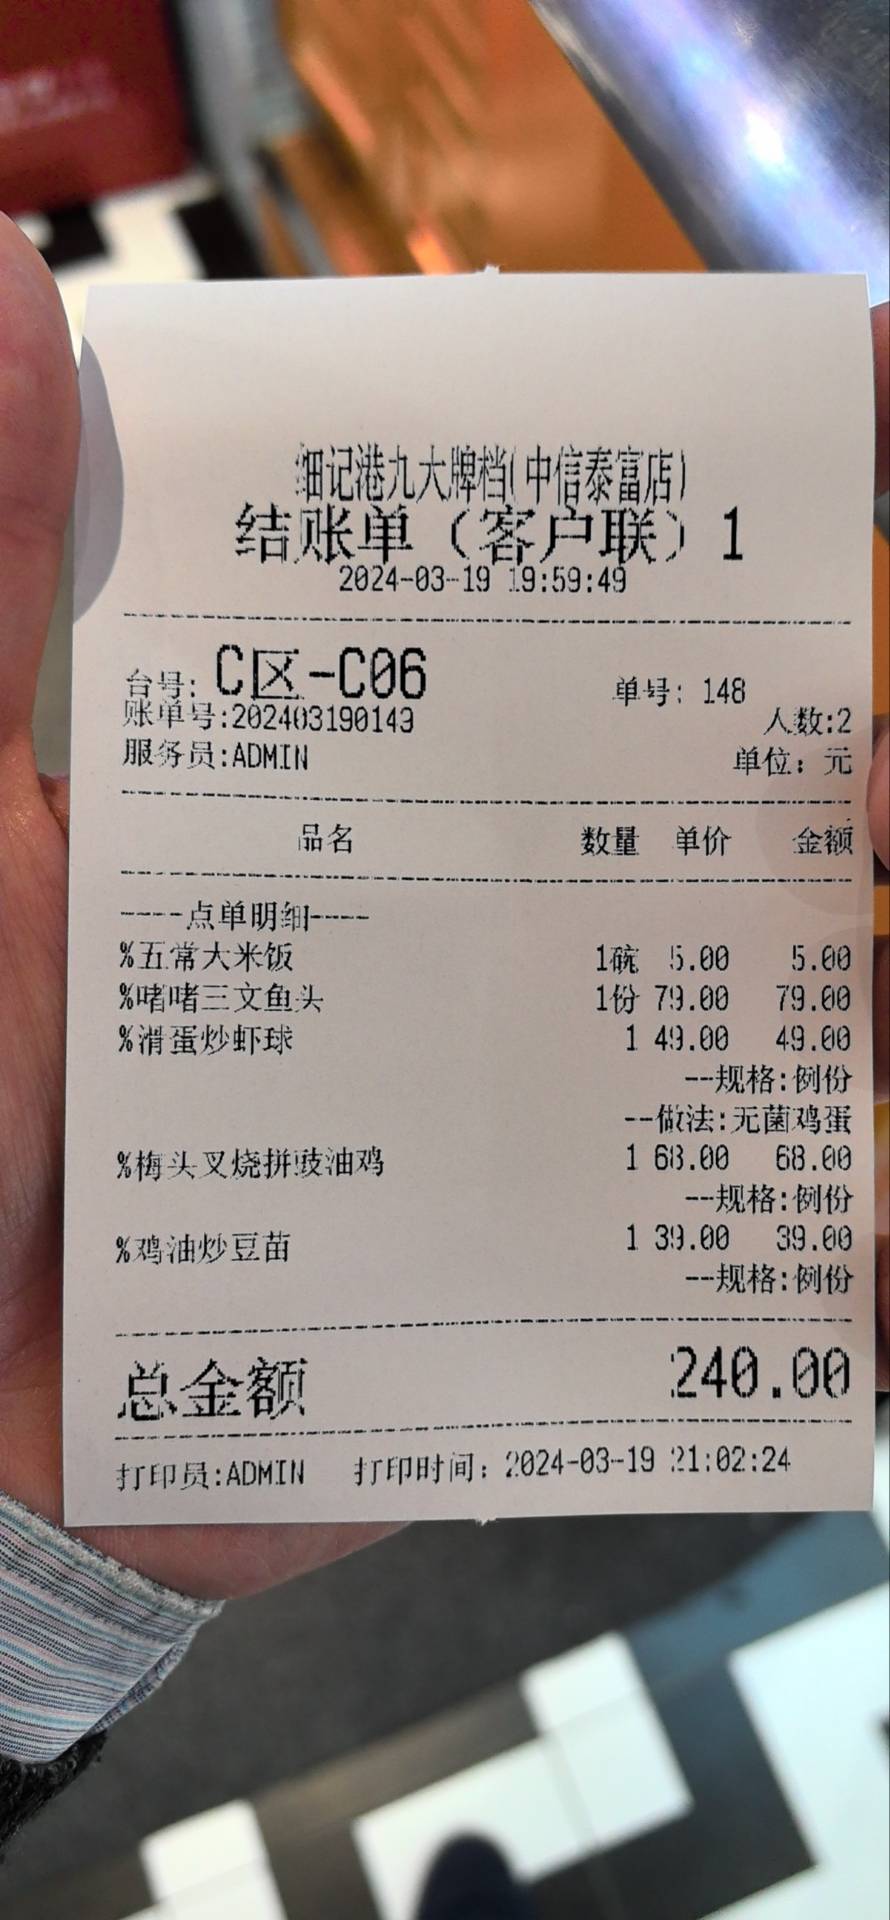 细记港九大牌档(中信泰富店)
结账单（客户联）1
2024-03-19 19:59:49
台号: C区-C06 单号: 148
账单号:202403190143 人数:2
服务员:ADMIN 单位: 元
品名 数量 单价 金额
----点单明细----
%五常大米饭 1碗 5.00 5.00
%啫啫三文鱼头 1份 79.00 79.00
%滑蛋炒虾球 1 49.00 49.00
--规格:例份
--做法:无菌鸡蛋
%梅头叉烧拼豉油鸡 1 68.00 68.00
--规格:例份
%鸡油炒豆苗 1 39.00 39.00
--规格:例份
总金额 240.00
打印员:ADMIN 打印时间: 2024-03-19 21:02:24